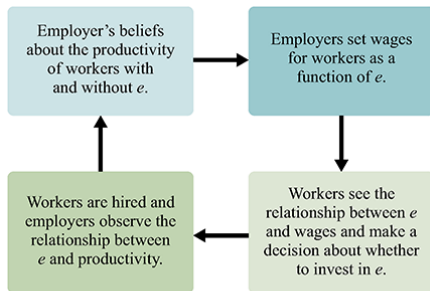 Employer’s beliefs
about the productivity
of workers with
and without e.
Employers set wages
for workers as a
function of e.
Workers see the
relationship between e
and wages and make a
decision about whether
to invest in e.
Workers are hired and
employers observe the
relationship between
e and productivity.